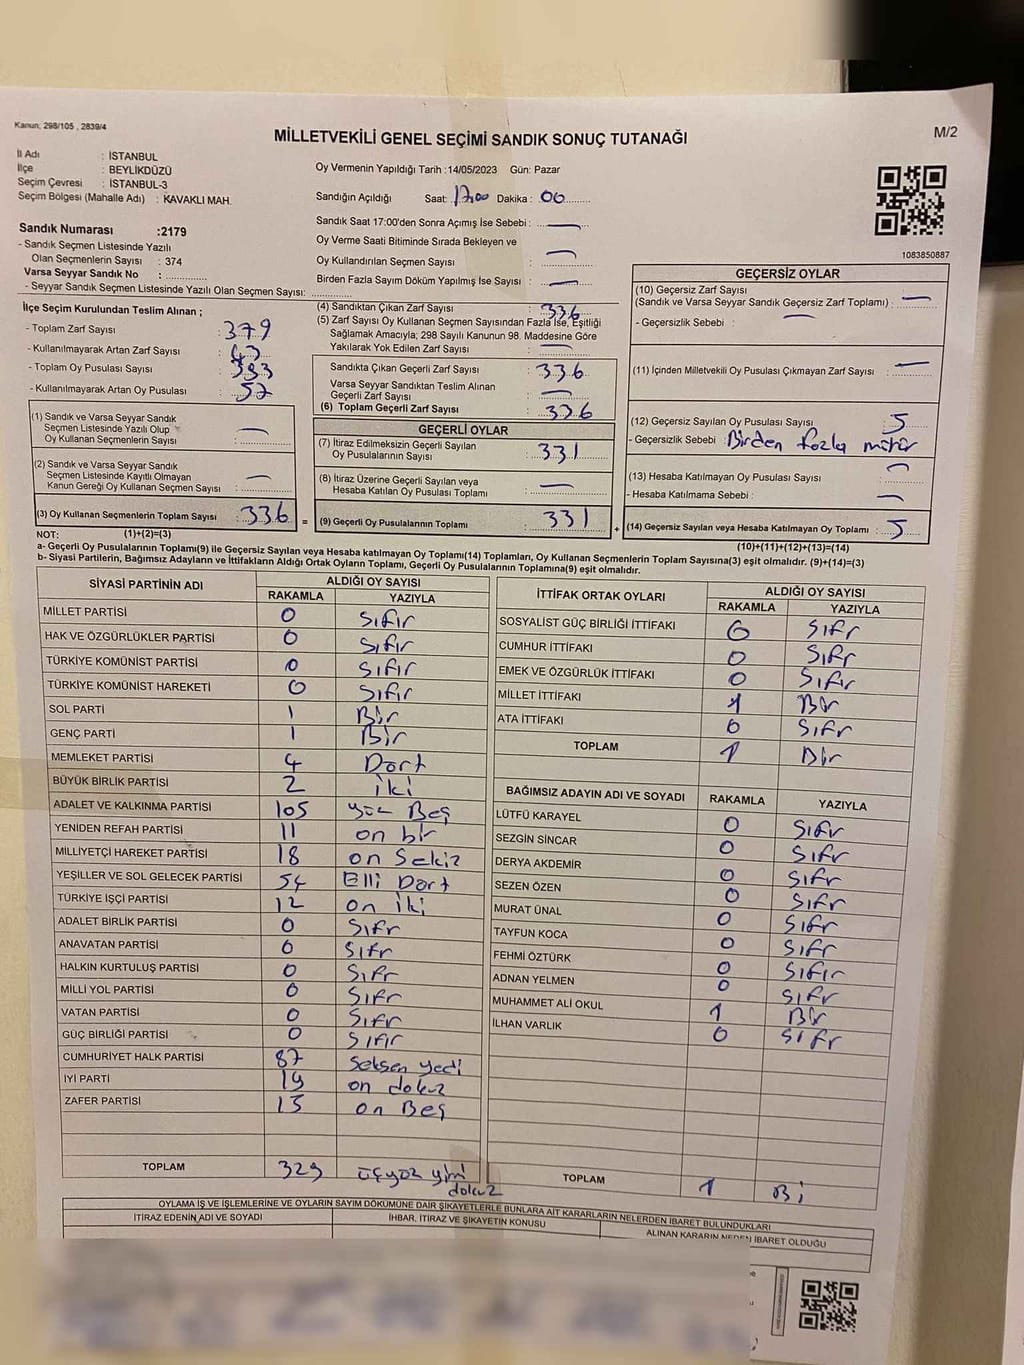 Kanun; 298/105 , 2839/4
MİLLETVEKİLİ GENEL SEÇİMİ SANDIK SONUÇ TUTANAĞI
M/2
İl Adı : İSTANBUL
İlçe : BEYLİKDÜZÜ
Seçim Çevresi : İSTANBUL-3
Seçim Bölgesi (Mahalle Adı) : KAVAKLI MAH.
Sandık Numarası :2179
- Sandık Seçmen Listesinde Yazılı
Olan Seçmenlerin Sayısı : 374
Varsa Seyyar Sandık No :
- Seyyar Sandık Seçmen Listesinde Yazılı Olan Seçmen Sayısı:
Oy Vermenin Yapıldığı Tarih :14/05/2023 Gün: Pazar
Sandığın Açıldığı Saat: 17.00 Dakika : 00
Sandık Saat 17:00'den Sonra Açımış İse Sebebi :
Oy Verme Saati Bitiminde Sırada Bekleyen ve
Oy Kullandırılan Seçmen Sayısı :
Birden Fazla Sayım Döküm Yapılmış İse Sayısı :
1083850887
İlçe Seçim Kurulundan Teslim Alınan ;
- Toplam Zarf Sayısı : 379
- Kullanılmayarak Artan Zarf Sayısı : 43
- Toplam Oy Pusulası Sayısı : 393
- Kullanılmayarak Artan Oy Pusulası : 57
(4) Sandıktan Çıkan Zarf Sayısı : 336
(5) Zarf Sayısı Oy Kullanan Seçmen Sayısından Fazla İse, Eşitliği
Sağlamak Amacıyla; 298 Sayılı Kanunun 98. Maddesine Göre
Yakılarak Yok Edilen Zarf Sayısı :
Sandıkta Çıkan Geçerli Zarf Sayısı : 336
Varsa Seyyar Sandıktan Teslim Alınan
Geçerli Zarf Sayısı :
(6) Toplam Geçerli Zarf Sayısı : 336
GEÇERSİZ OYLAR
(10) Geçersiz Zarf Sayısı
(Sandık ve Varsa Seyyar Sandık Geçersiz Zarf Toplamı) :
- Geçersizlik Sebebi :
(11) İçinden Milletvekili Oy Pusulası Çıkmayan Zarf Sayısı :
(12) Geçersiz Sayılan Oy Pusulası Sayısı : 5
- Geçersizlik Sebebi : Birden fazla mühür
(13) Hesaba Katılmayan Oy Pusulası Sayısı :
- Hesaba Katılmama Sebebi :
(14) Geçersiz Sayılan veya Hesaba Katılmayan Oy Toplamı : 5
(10)+(11)+(12)+(13)=(14)
(1) Sandık ve Varsa Seyyar Sandık
Seçmen Listesinde Yazılı Olup
Oy Kullanan Seçmenlerin Sayısı :
(2) Sandık ve Varsa Seyyar Sandık
Seçmen Listesinde Kayıtlı Olmayan
Kanun Gereği Oy Kullanan Seçmen Sayısı :
(3) Oy Kullanan Seçmenlerin Toplam Sayısı : 336
(1)+(2)=(3)
GEÇERLİ OYLAR
(7) İtiraz Edilmeksizin Geçerli Sayılan
Oy Pusulalarının Sayısı : 331
(8) İtiraz Üzerine Geçerli Sayılan veya
Hesaba Katılan Oy Pusulası Toplamı :
= (9) Geçerli Oy Pusulalarının Toplamı : 331 +
NOT:
a- Geçerli Oy Pusulalarının Toplamı(9) ile Geçersiz Sayılan veya Hesaba katılmayan Oy Toplamı(14) Toplamları, Oy Kullanan Seçmenlerin Toplam Sayısına(3) eşit olmalıdır. (9)+(14)=(3)
b- Siyasi Partilerin, Bağımsız Adayların ve İttifakların Aldığı Ortak Oyların Toplamı, Geçerli Oy Pusulalarının Toplamına(9) eşit olmalıdır.
SİYASİ PARTİNİN ADI ALDIĞI OY SAYISI
RAKAMLA YAZIYLA
MİLLET PARTİSİ 0 Sıfır
HAK VE ÖZGÜRLÜKLER PARTİSİ 0 Sıfır
TÜRKİYE KOMÜNİST PARTİSİ 0 Sıfır
TÜRKİYE KOMÜNİST HAREKETİ 0 Sıfır
SOL PARTİ 1 Bir
GENÇ PARTİ 1 Bir
MEMLEKET PARTİSİ 4 Dört
BÜYÜK BİRLİK PARTİSİ 2 iki
ADALET VE KALKINMA PARTİSİ 105 yüz Beş
YENİDEN REFAH PARTİSİ 11 on bir
MİLLİYETÇİ HAREKET PARTİSİ 18 on Sekiz
YEŞİLLER VE SOL GELECEK PARTİSİ 54 Elli Dört
TÜRKİYE İŞÇİ PARTİSİ 12 on iki
ADALET BİRLİK PARTİSİ 0 Sıfır
ANAVATAN PARTİSİ 0 Sıfır
HALKIN KURTULUŞ PARTİSİ 0 Sıfır
MİLLİ YOL PARTİSİ 0 Sıfır
VATAN PARTİSİ 0 Sıfır
GÜÇ BİRLİĞİ PARTİSİ 0 Sıfır
CUMHURİYET HALK PARTİSİ 87 Seksen yedi
İYİ PARTİ 19 on dokuz
ZAFER PARTİSİ 15 on Beş
TOPLAM 329 üçyüz yirmi
dokuz
İTTİFAK ORTAK OYLARI ALDIĞI OY SAYISI
RAKAMLA YAZIYLA
SOSYALİST GÜÇ BİRLİĞİ İTTİFAKI 0 Sıfır
CUMHUR İTTİFAKI 0 Sıfır
EMEK VE ÖZGÜRLÜK İTTİFAKI 0 Sıfır
MİLLET İTTİFAKI 1 Bir
ATA İTTİFAKI 0 Sıfır
TOPLAM 1 Bir
BAĞIMSIZ ADAYIN ADI VE SOYADI RAKAMLA YAZIYLA
LÜTFÜ KARAYEL 0 Sıfır
SEZGİN SİNCAR 0 Sıfır
DERYA AKDEMİR 0 Sıfır
SEZEN ÖZEN 0 Sıfır
MURAT ÜNAL 0 Sıfır
TAYFUN KOCA 0 Sıfır
FEHMİ ÖZTÜRK 0 Sıfır
ADNAN YELMEN 0 Sıfır
MUHAMMET ALİ OKUL 1 Bir
İLHAN VARLIK 0 Sıfır
TOPLAM 1 Bi
OYLAMA İŞ VE İŞLEMLERİNE VE OYLARIN SAYIM DÖKÜMÜNE DAİR ŞİKAYETLERLE BUNLARA AİT KARARLARIN NELERDEN İBARET BULUNDUKLARI
İTİRAZ EDENİN ADI VE SOYADI İHBAR, İTİRAZ VE ŞİKAYETİN KONUSU ALINAN KARARIN NEDEN İBARET OLDUĞU